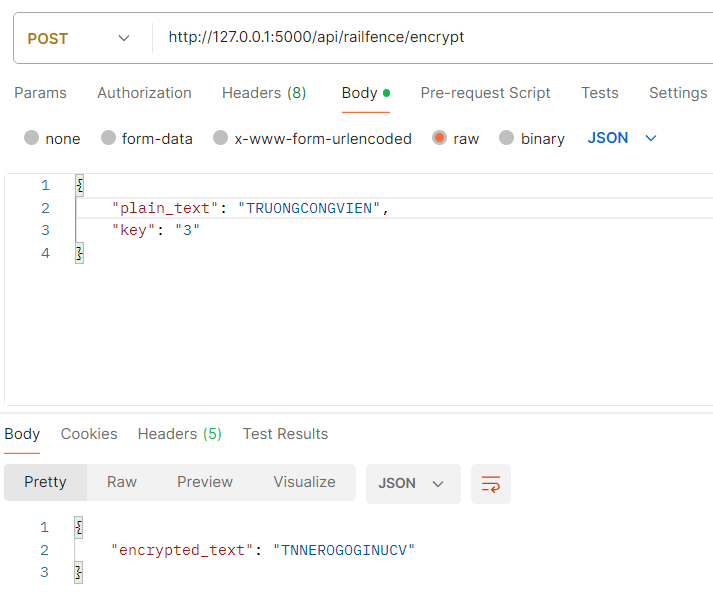 POST http://127.0.0.1:5000/api/railfence/encrypt
Params Authorization Headers (8) Body Pre-request Script Tests Settings
none form-data x-www-form-urlencoded raw binary JSON
1 {
2 "plain_text": "TRUONGCONGVIEN",
3 "key": "3"
4 }
Body Cookies Headers (5) Test Results
Pretty Raw Preview Visualize JSON
1 {
2 "encrypted_text": "TNNEROGOGINUCV"
3 }